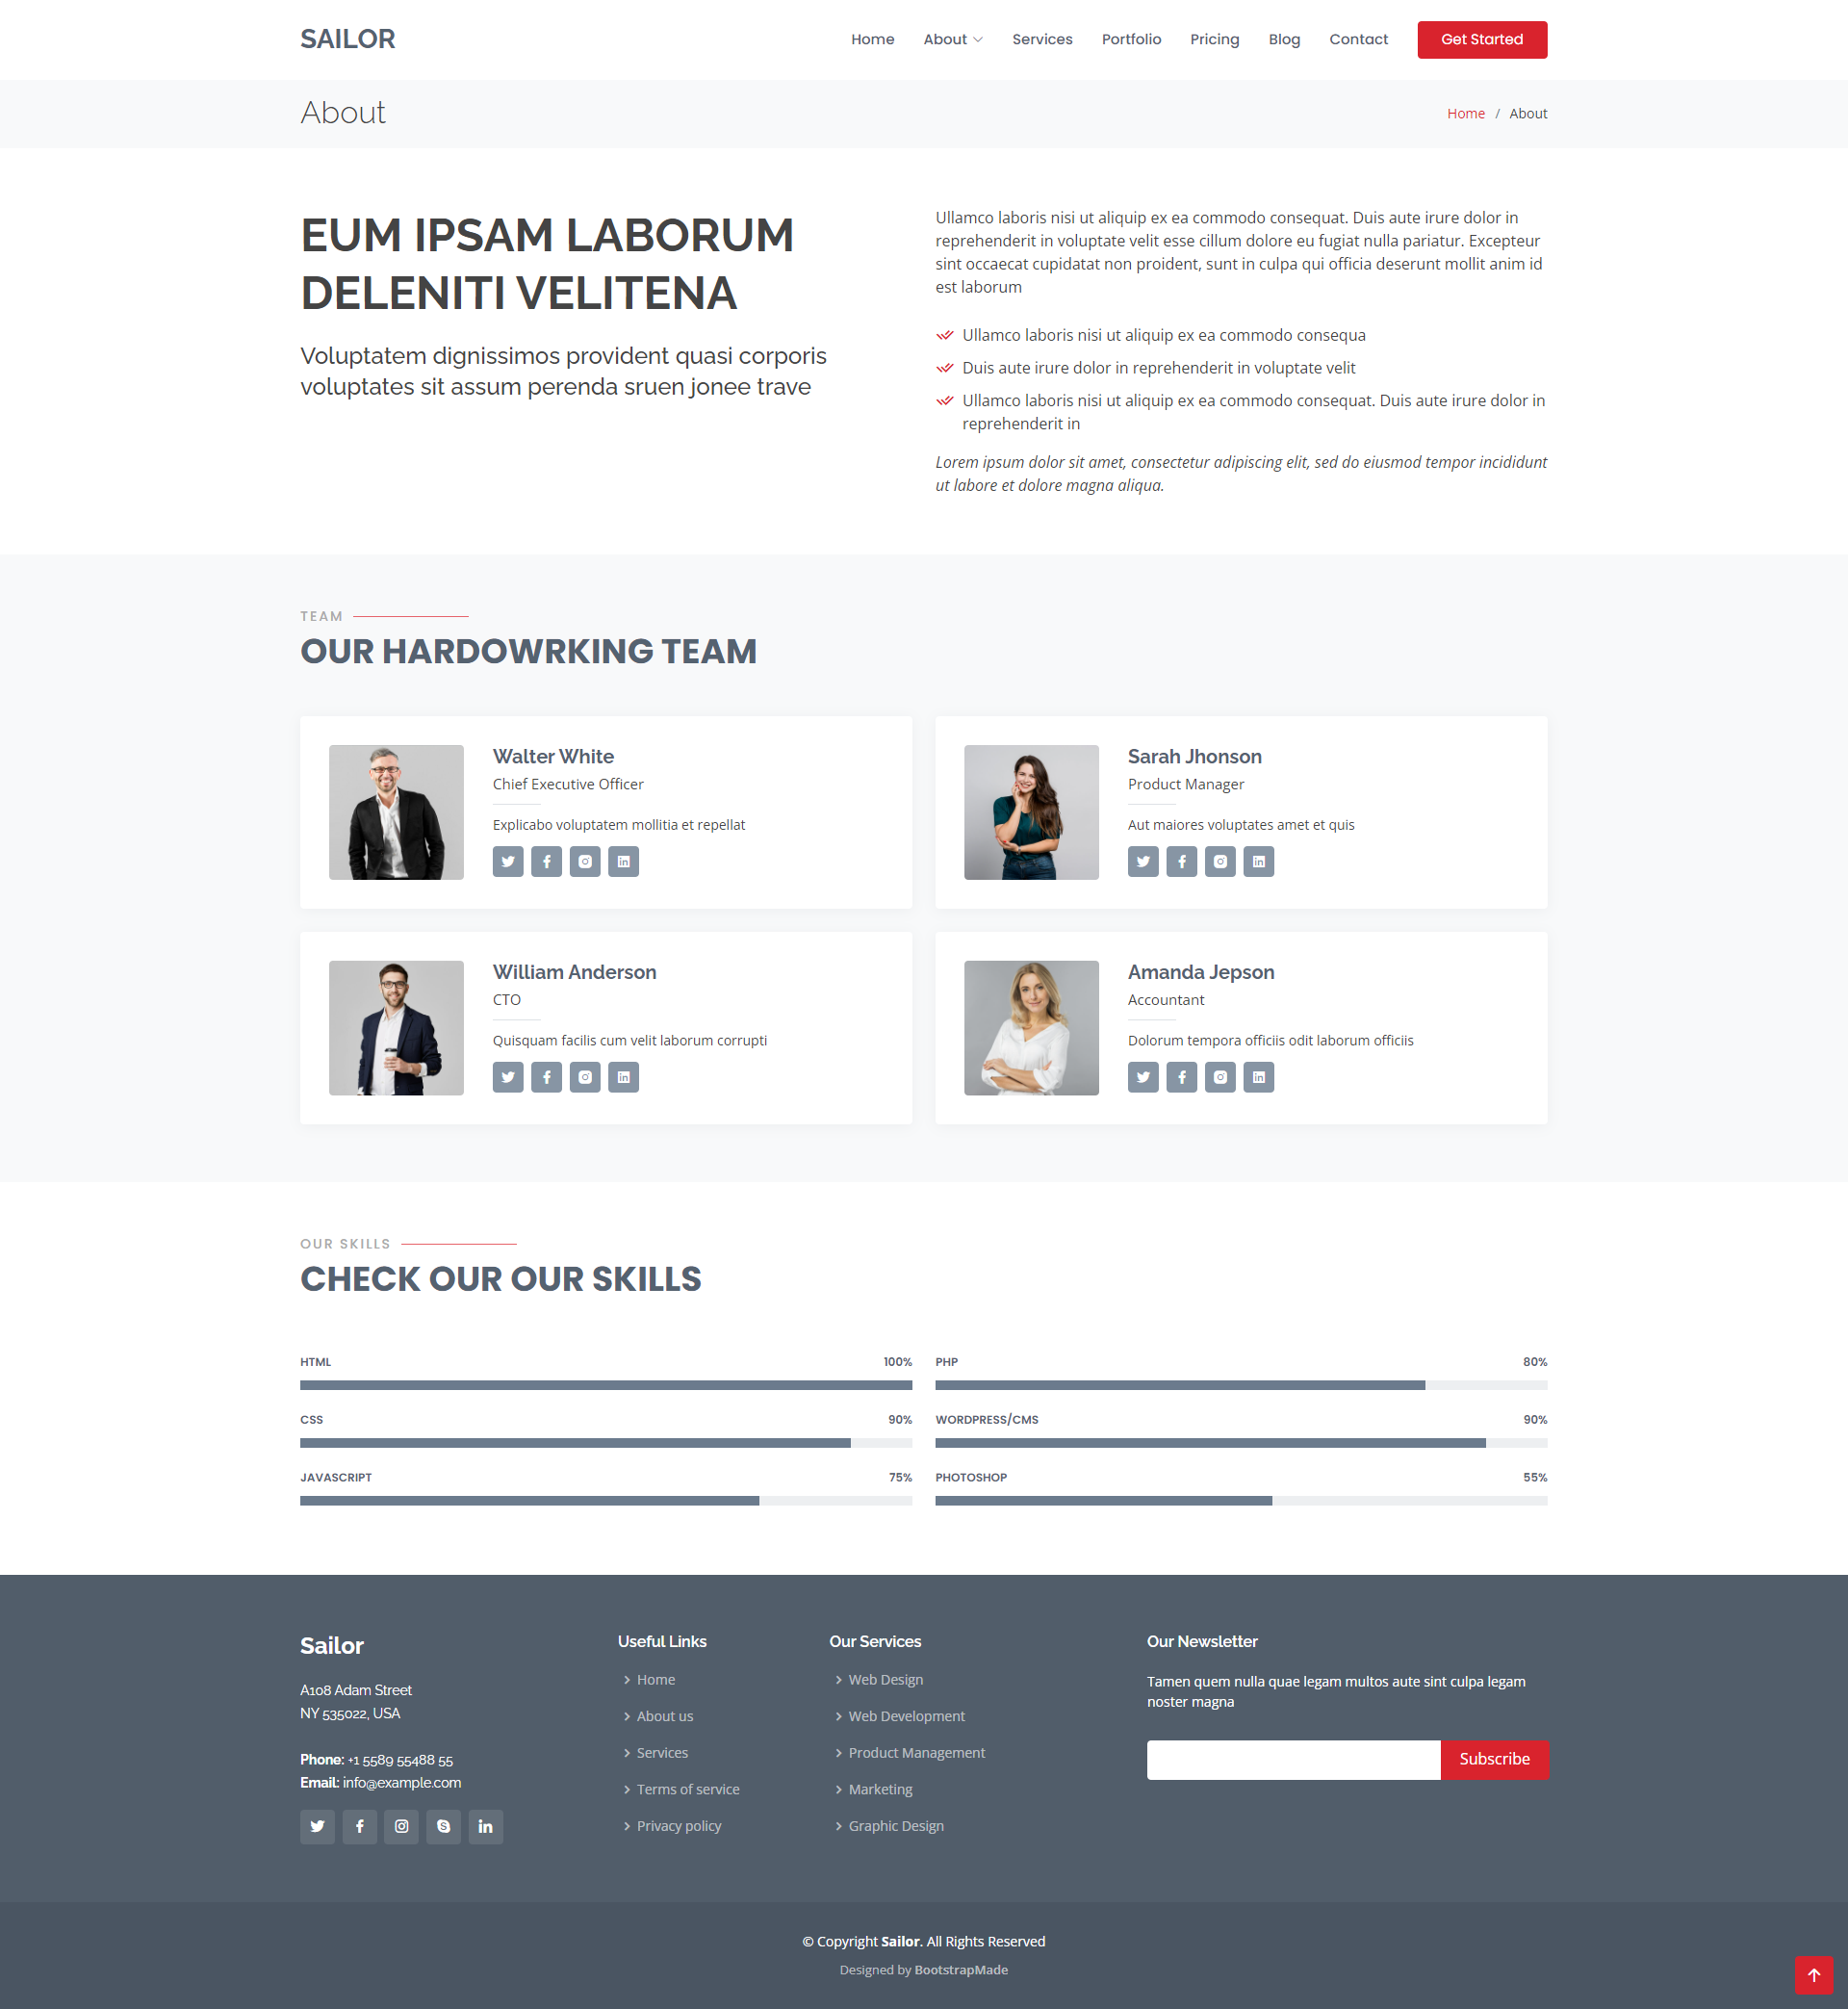 SAILOR
Home About Services Portfolio Pricing Blog Contact Get Started
About
Home / About
EUM IPSAM LABORUM
DELENITI VELITENA
Voluptatem dignissimos provident quasi corporis
voluptates sit assum perenda sruen jonee trave
Ullamco laboris nisi ut aliquip ex ea commodo consequat. Duis aute irure dolor in
reprehenderit in voluptate velit esse cillum dolore eu fugiat nulla pariatur. Excepteur
sint occaecat cupidatat non proident, sunt in culpa qui officia deserunt mollit anim id
est laborum
Ullamco laboris nisi ut aliquip ex ea commodo consequa
Duis aute irure dolor in reprehenderit in voluptate velit
Ullamco laboris nisi ut aliquip ex ea commodo consequat. Duis aute irure dolor in
reprehenderit in
Lorem ipsum dolor sit amet, consectetur adipiscing elit, sed do eiusmod tempor incididunt
ut labore et dolore magna aliqua.
TEAM
OUR HARDOWRKING TEAM
Walter White
Chief Executive Officer
Explicabo voluptatem mollitia et repellat
Sarah Jhonson
Product Manager
Aut maiores voluptates amet et quis
William Anderson
CTO
Quisquam facilis cum velit laborum corrupti
Amanda Jepson
Accountant
Dolorum tempora officiis odit laborum officiis
OUR SKILLS
CHECK OUR OUR SKILLS
HTML 100%
CSS 90%
JAVASCRIPT 75%
PHP 80%
WORDPRESS/CMS 90%
PHOTOSHOP 55%
Sailor
A108 Adam Street
NY 535022, USA
Phone: +1 5589 55488 55
Email: info@example.com
Useful Links
Home
About us
Services
Terms of service
Privacy policy
Our Services
Web Design
Web Development
Product Management
Marketing
Graphic Design
Our Newsletter
Tamen quem nulla quae legam multos aute sint culpa legam
noster magna
Subscribe
© Copyright Sailor. All Rights Reserved
Designed by BootstrapMade